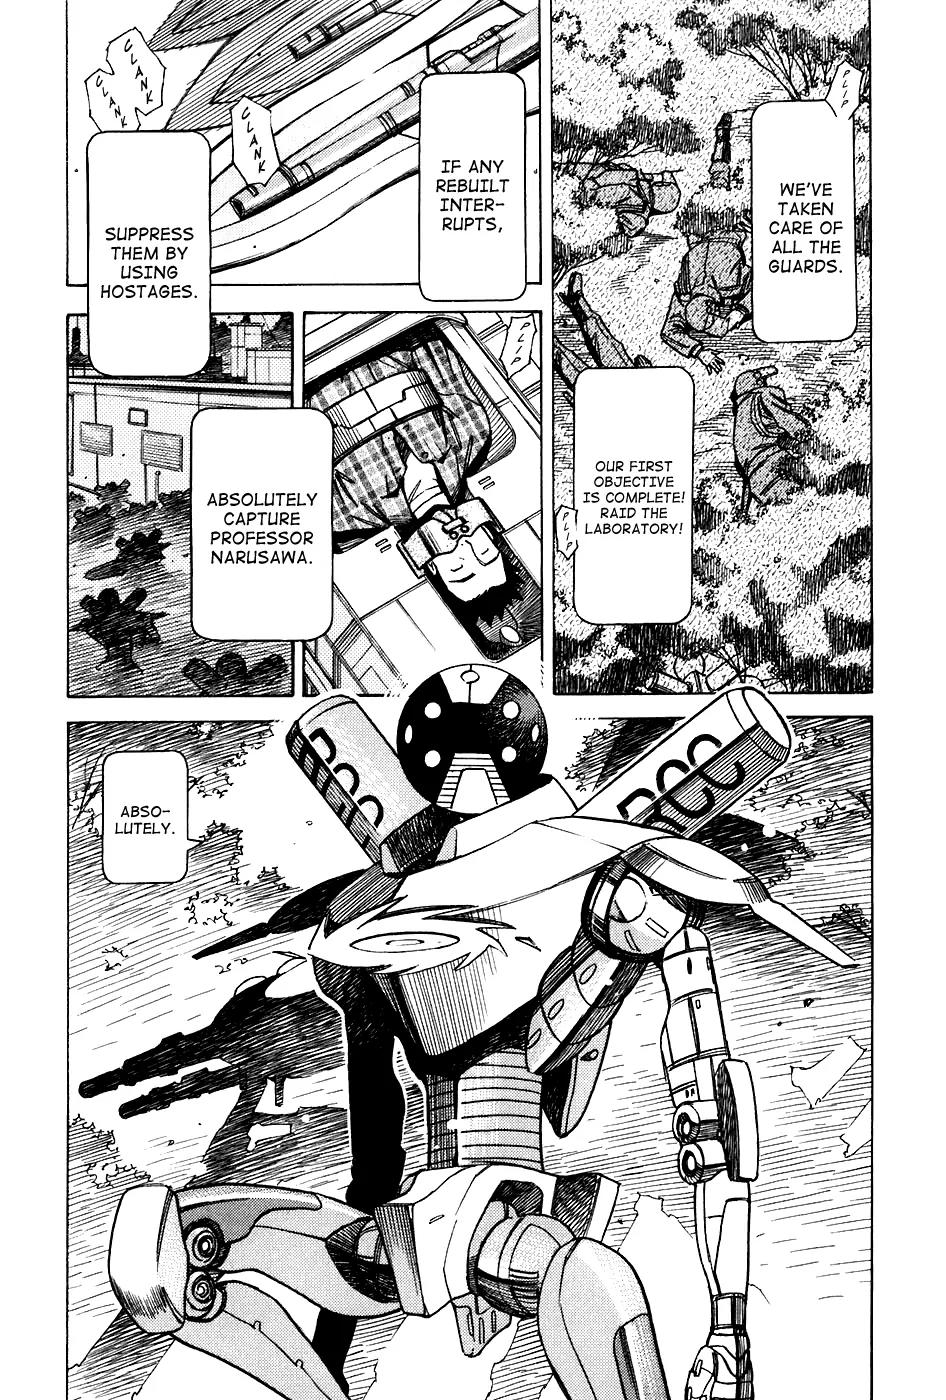 PLIP
WE'VE
TAKEN
CARE OF
ALL THE
GUARDS.
OUR FIRST
OBJECTIVE
IS COMPLETE!
RAID THE
LABORATORY!
PLIP
IF ANY
REBUILT
INTER-
RUPTS,
CLANK
CLANK
CLANK
SUPPRESS
THEM BY
USING
HOSTAGES.
PLIP
ABSOLUTELY
CAPTURE
PROFESSOR
NARUSAWA.
ABSO-
LUTELY.